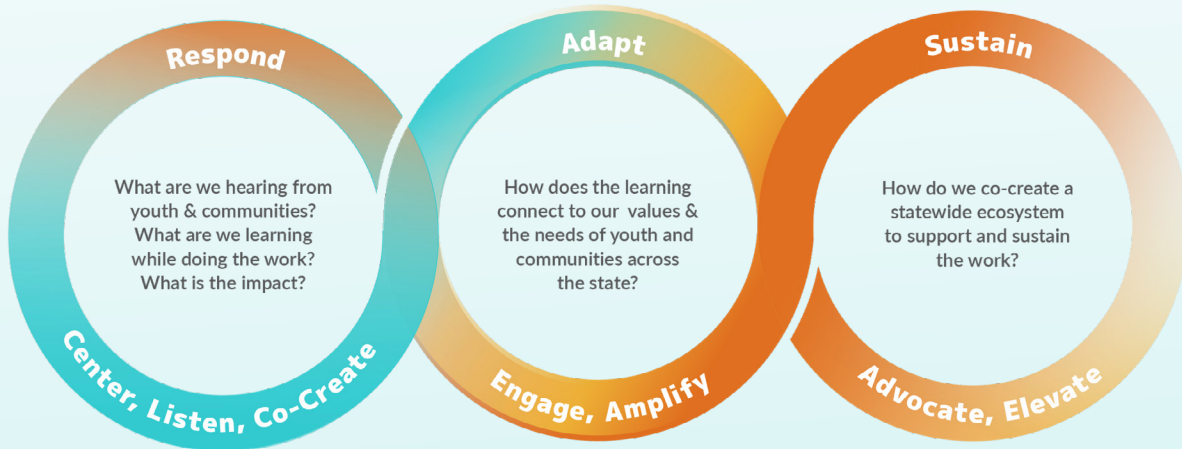 Respond
What are we hearing from
youth & communities?
What are we learning
while doing the work?
What is the impact?
Center, Listen, Co-Create
Adapt
How does the learning
connect to our values &
the needs of youth and
communities across
the state?
Engage, Amplify
Sustain
How do we co-create a
statewide ecosystem
to support and sustain
the work?
Advocate, Elevate